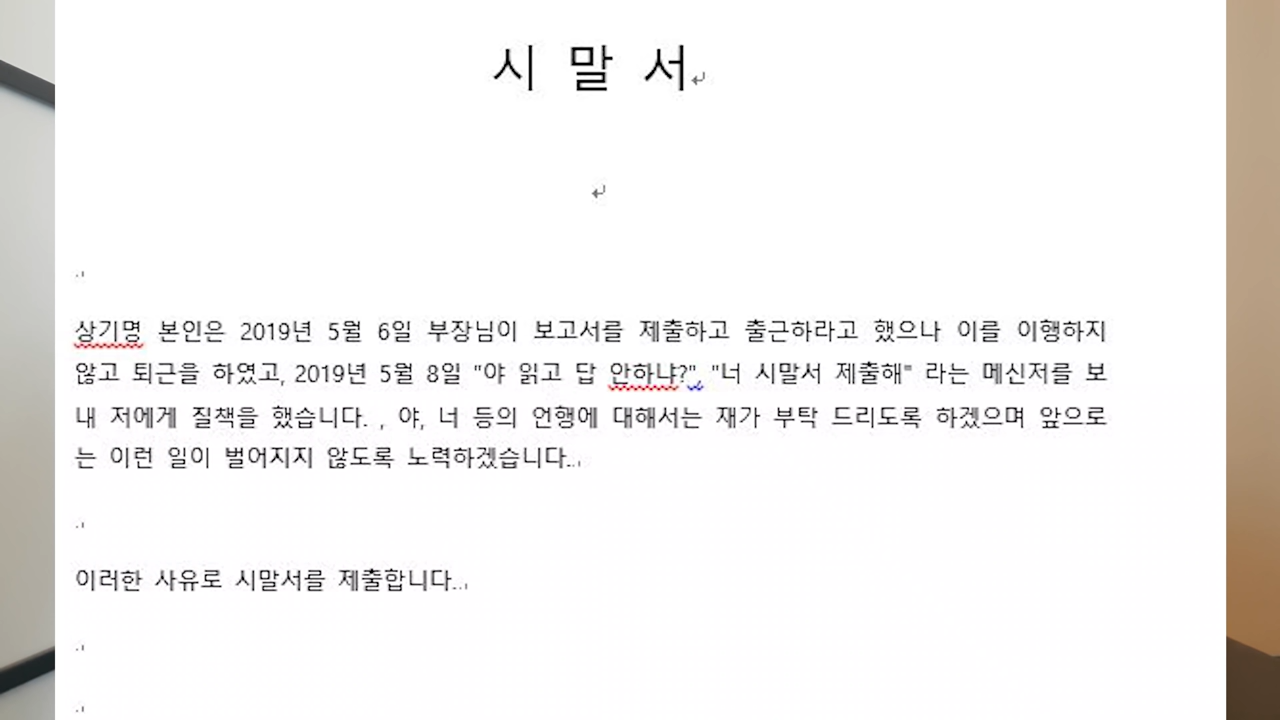 시 말 서
상기명 본인은 2019년 5월 6일 부장님이 보고서를 제출하고 출근하라고 했으나 이를 이행하지
않고 퇴근을 하였고, 2019년 5월 8일 "야 읽고 답 안하냐?", "너 시말서 제출해" 라는 메신저를 보
내 저에게 질책을 했습니다. , 야, 너 등의 언행에 대해서는 재가 부탁 드리도록 하겠으며 앞으로
는 이런 일이 벌어지지 않도록 노력하겠습니다.
이러한 사유로 시말서를 제출합니다.